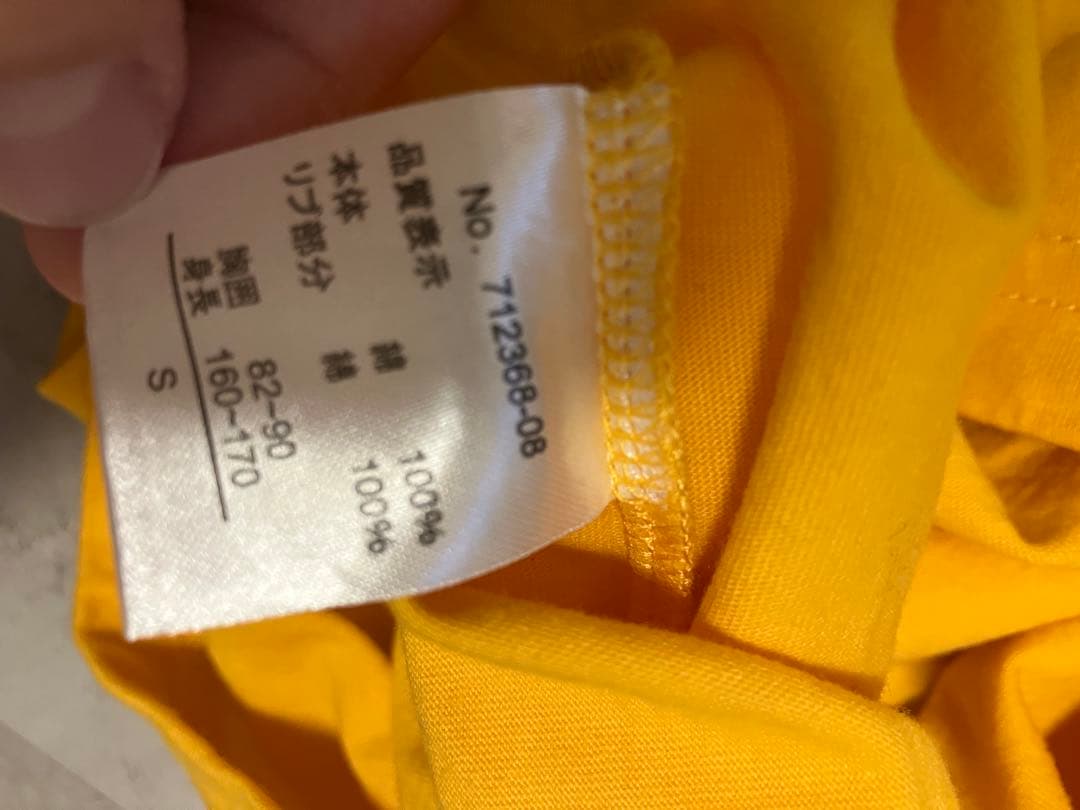 No. 712368-08
品質表示
本体 綿 100%
リブ部分 綿 100%
胸囲 82~90
身長 160~170
S